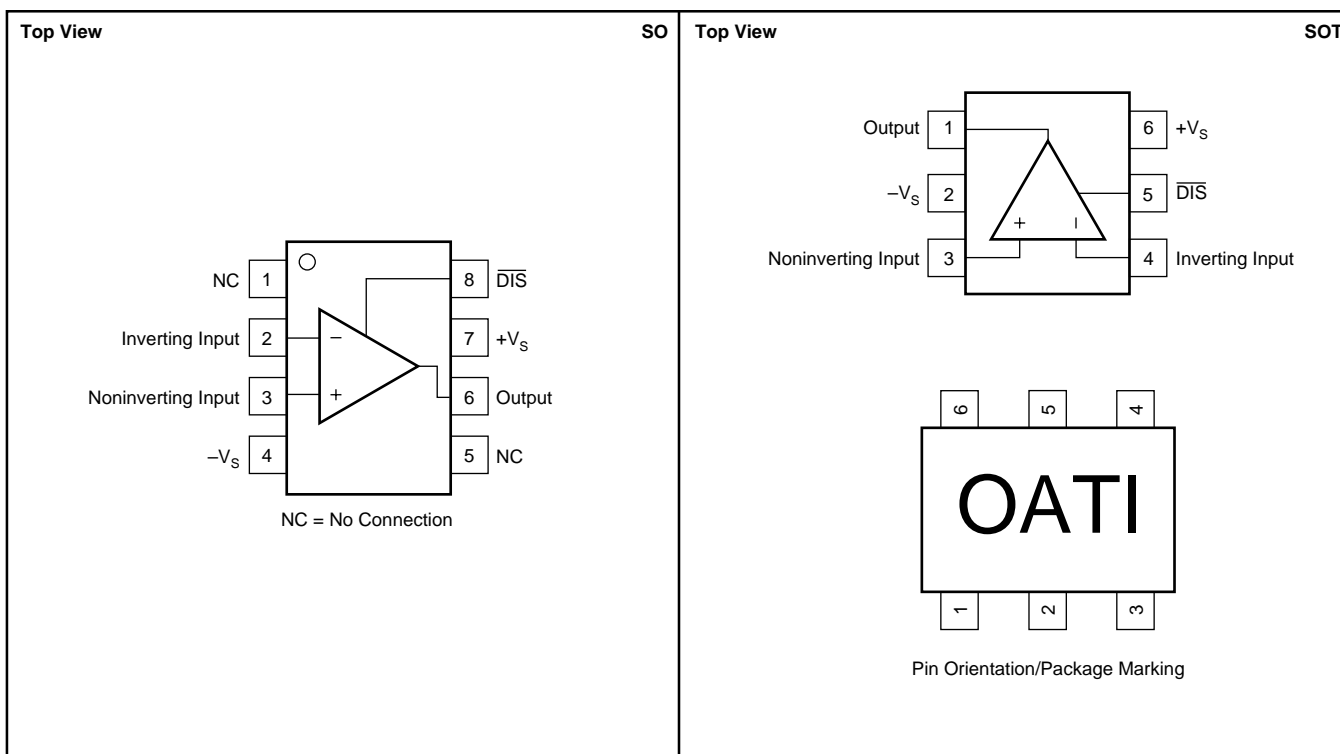 Top View SO
NC 1
8 D̅I̅S̅
Inverting Input 2 −
7 +VS
Noninverting Input 3 +
6 Output
–VS 4
5 NC
NC = No Connection
Top View SOT
Output 1
6 +VS
–VS 2
5 D̅I̅S̅
Noninverting Input 3 + −
4 Inverting Input
6 5 4
OATI
1 2 3
Pin Orientation/Package Marking